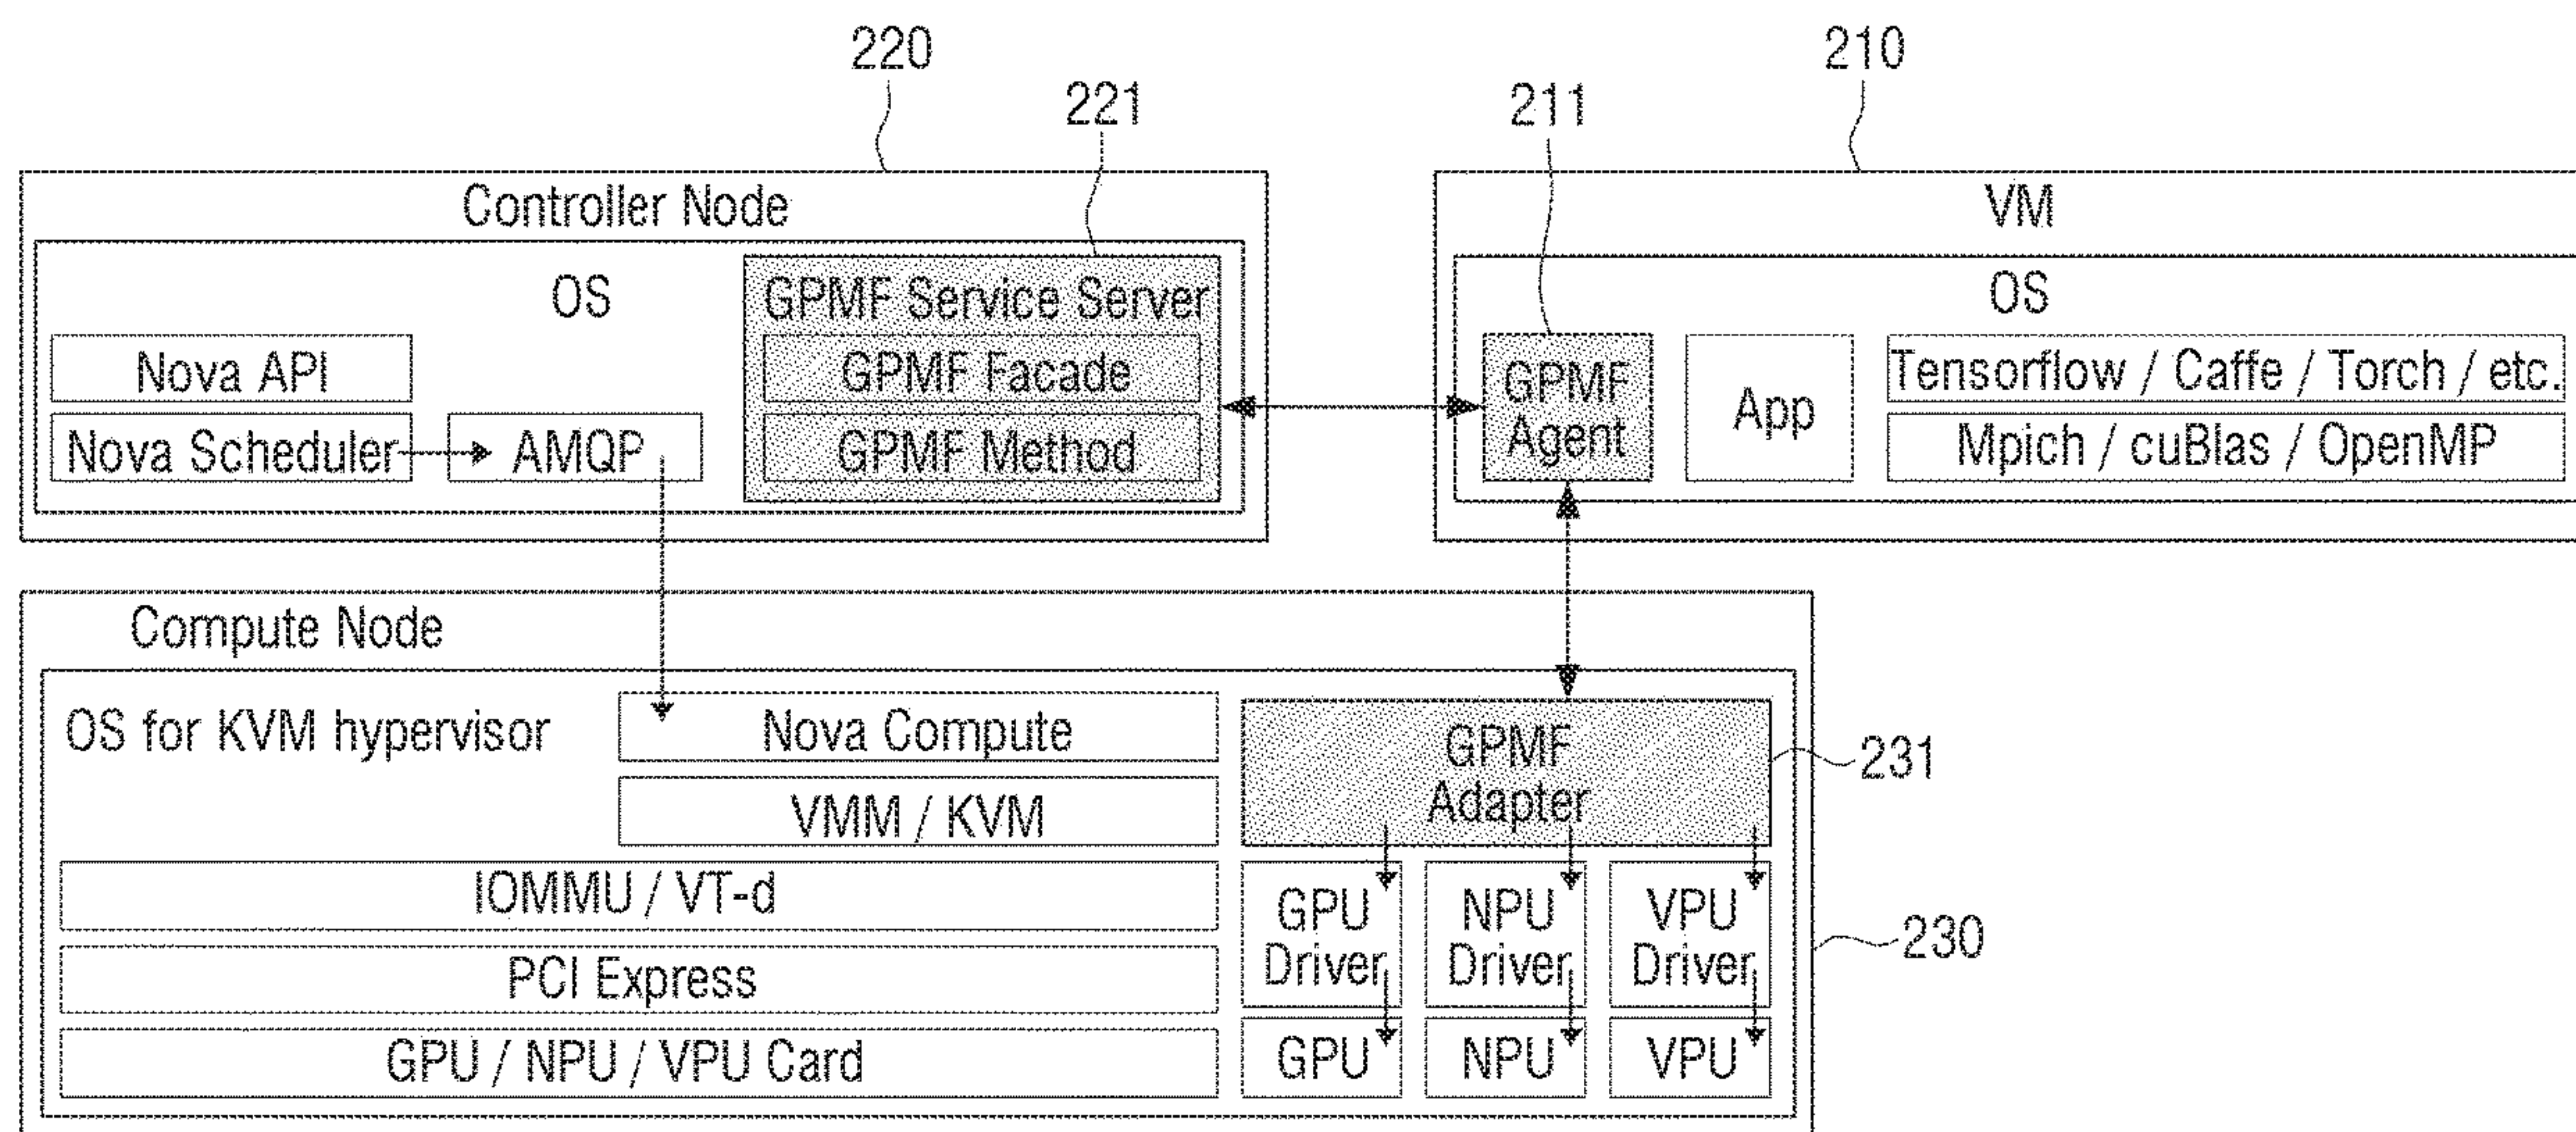 220
221
Controller Node
OS
GPMF Service Server
Nova API
GPMF Facade
Nova Scheduler
AMQP
GPMF Method
210
211
VM
OS
GPMF
Agent
App
Tensorflow / Caffe / Torch / etc.
Mpich / cuBlas / OpenMP
Compute Node
OS for KVM hypervisor
Nova Compute
VMM / KVM
GPMF
Adapter
231
IOMMU / VT-d
PCI Express
GPU / NPU / VPU Card
GPU
Driver
NPU
Driver
VPU
Driver
230
GPU
NPU
VPU